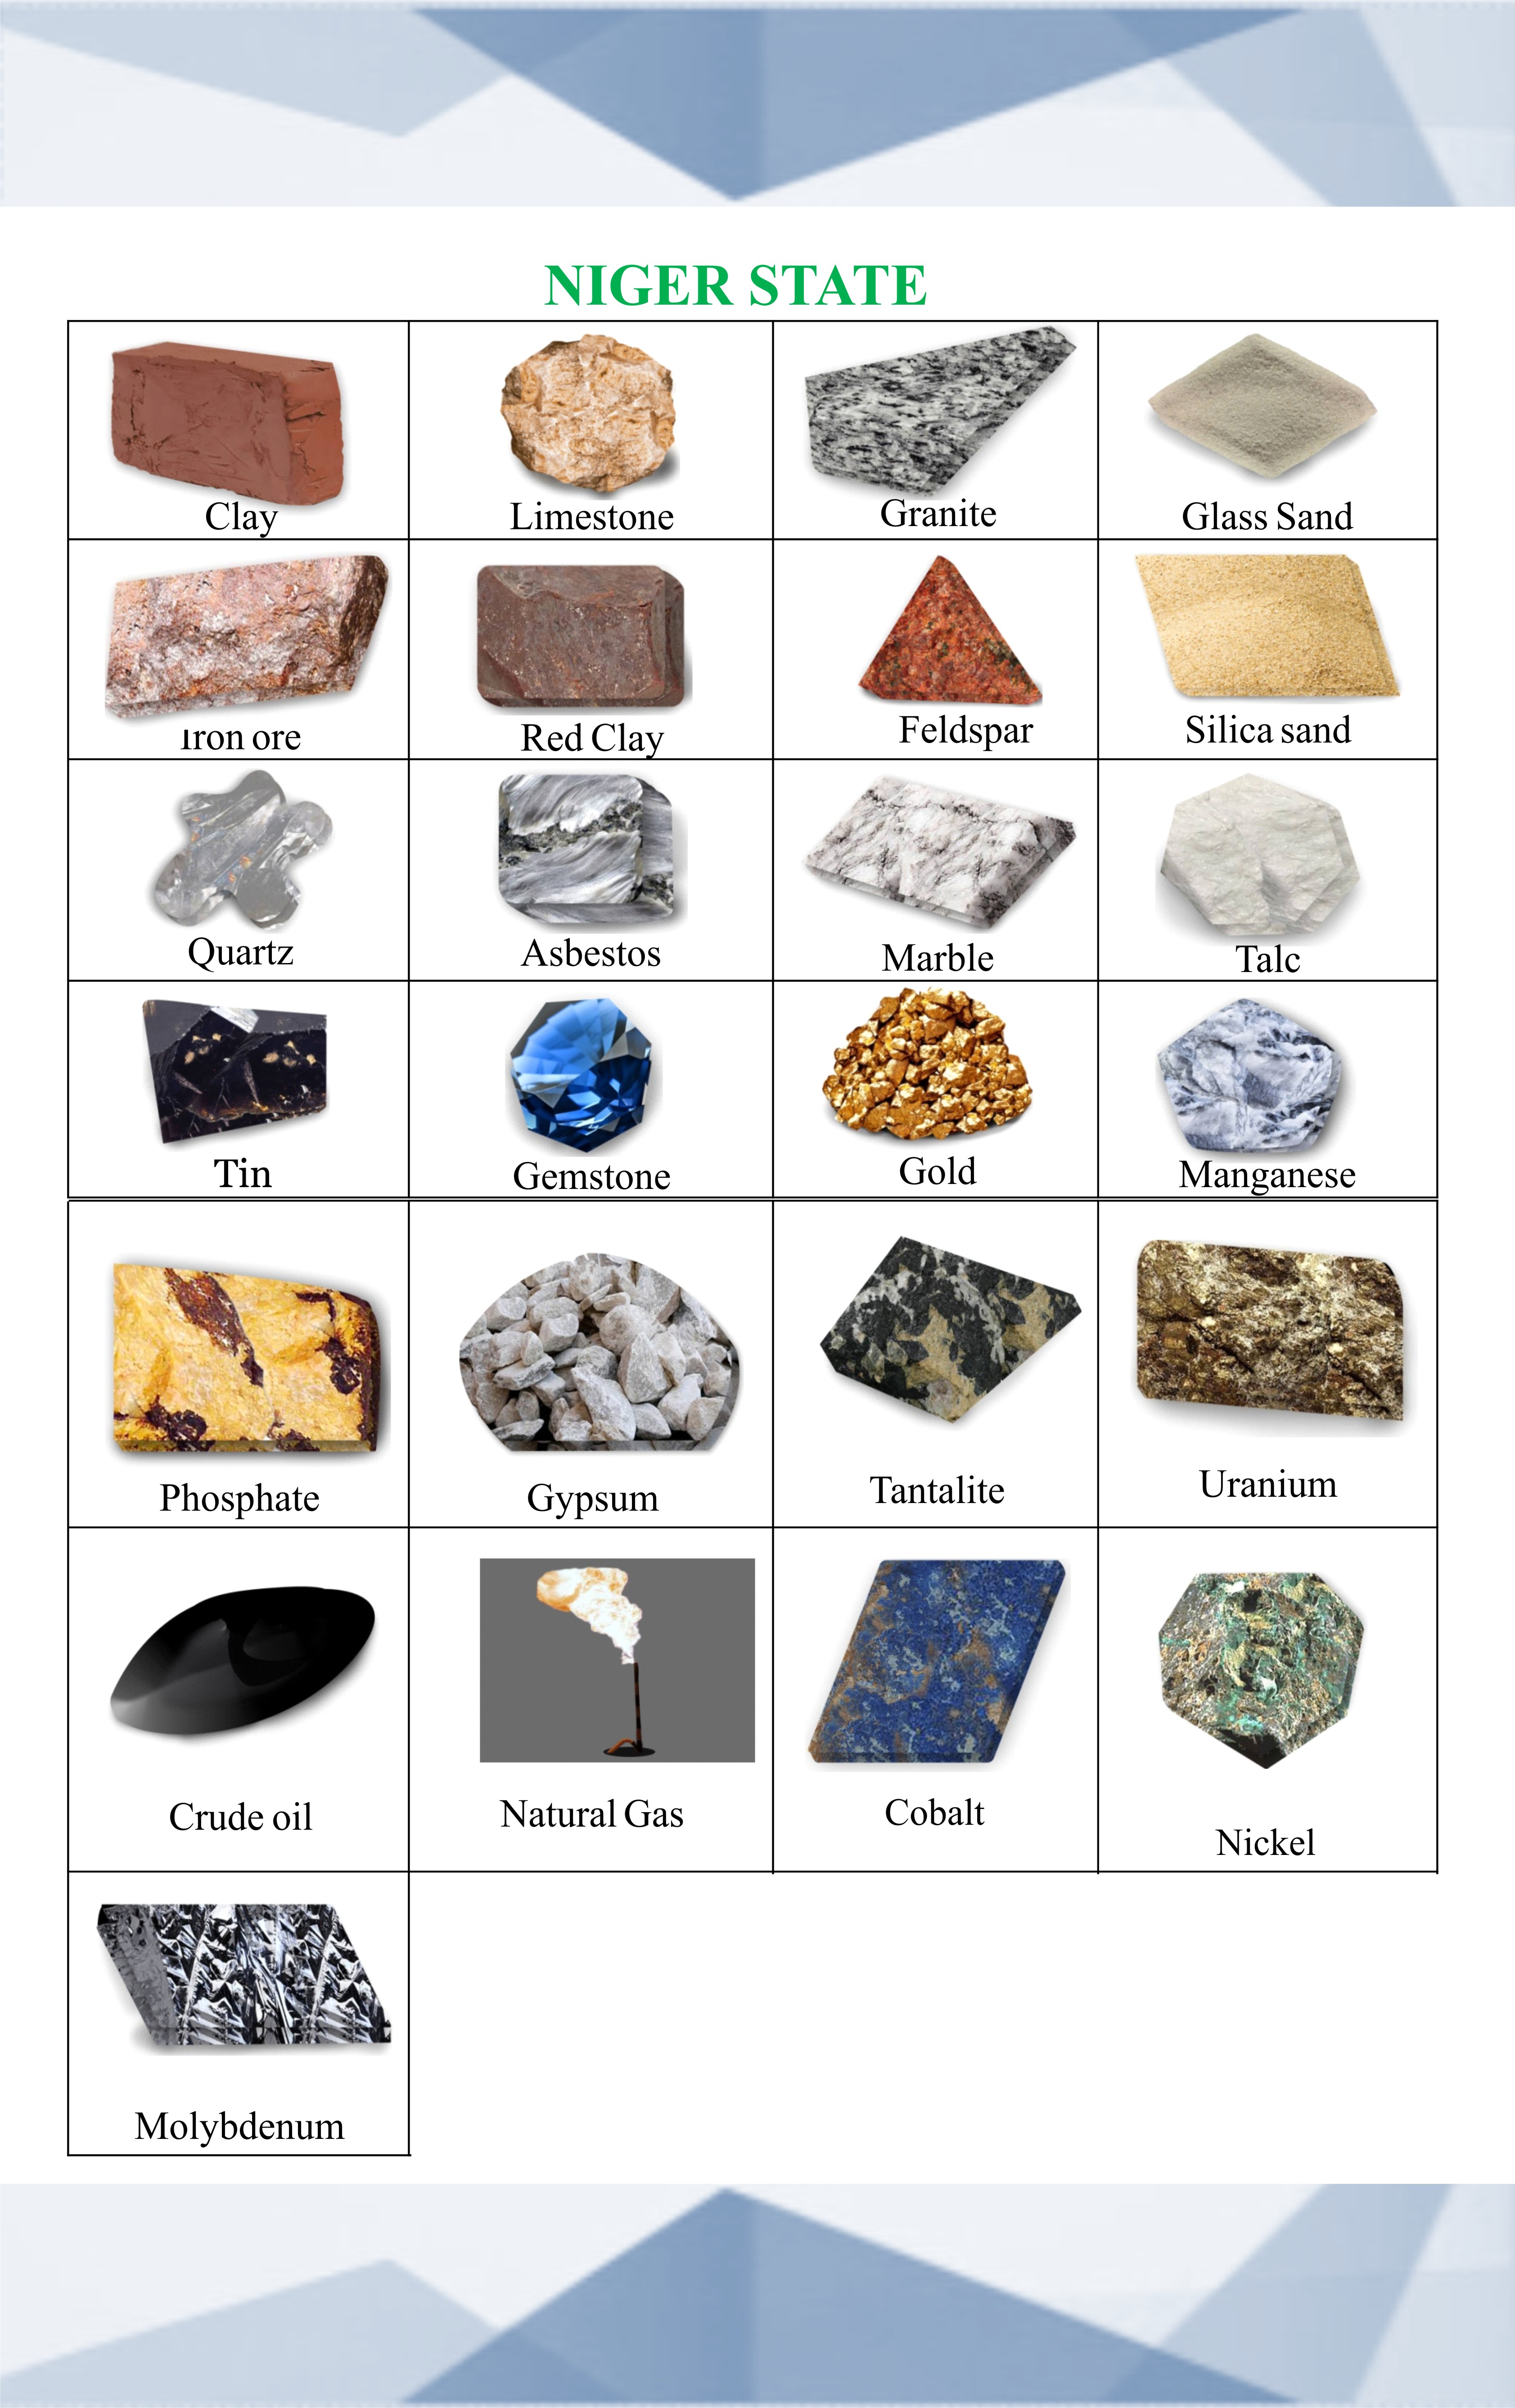 NIGER STATE
Clay
Limestone
Granite
Glass Sand
Iron ore
Red Clay
Feldspar
Silica sand
Quartz
Asbestos
Marble
Talc
Tin
Gemstone
Gold
Manganese
Phosphate
Gypsum
Tantalite
Uranium
Crude oil
Natural Gas
Cobalt
Nickel
Molybdenum